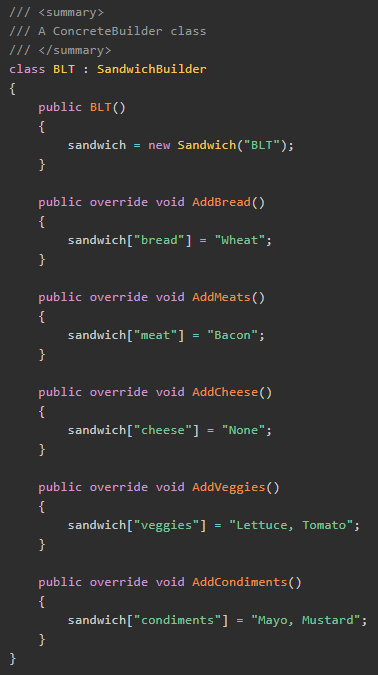 /// <summary>
/// A ConcreteBuilder class
/// </summary>
class BLT : SandwichBuilder
{
    public BLT()
    {
        sandwich = new Sandwich("BLT");
    }

    public override void AddBread()
    {
        sandwich["bread"] = "Wheat";
    }

    public override void AddMeats()
    {
        sandwich["meat"] = "Bacon";
    }

    public override void AddCheese()
    {
        sandwich["cheese"] = "None";
    }

    public override void AddVeggies()
    {
        sandwich["veggies"] = "Lettuce, Tomato";
    }

    public override void AddCondiments()
    {
        sandwich["condiments"] = "Mayo, Mustard";
    }
}